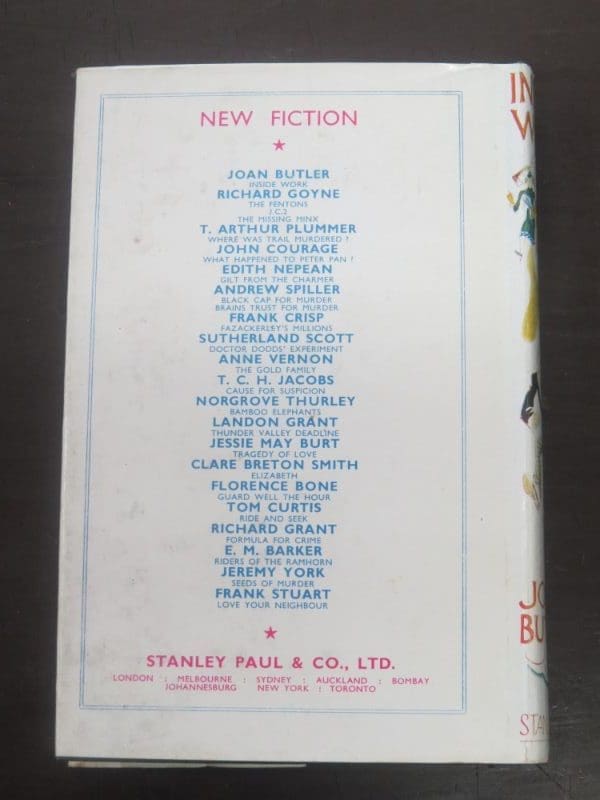 NEW FICTION
JOAN BUTLER
INSIDE WORK
RICHARD GOYNE
THE FENTONS
J.C.2
THE MISSING MINX
T. ARTHUR PLUMMER
WHERE WAS TRAIL MURDERED ?
JOHN COURAGE
WHAT HAPPENED TO PETER PAN ?
EDITH NEPEAN
GILT FROM THE CHARMER
ANDREW SPILLER
BLACK CAP FOR MURDER
BRAINS TRUST FOR MURDER
FRANK CRISP
FAZACKERLEY'S MILLIONS
SUTHERLAND SCOTT
DOCTOR DODDS' EXPERIMENT
ANNE VERNON
THE GOLD FAMILY
T. C. H. JACOBS
CAUSE FOR SUSPICION
NORGROVE THURLEY
BAMBOO ELEPHANTS
LANDON GRANT
THUNDER VALLEY DEADLINE
JESSIE MAY BURT
TRAGEDY OF LOVE
CLARE BRETON SMITH
ELIZABETH
FLORENCE BONE
GUARD WELL THE HOUR
TOM CURTIS
RIDE AND SEEK
RICHARD GRANT
FORMULA FOR CRIME
E. M. BARKER
RIDERS OF THE RAMHORN
JEREMY YORK
SEEDS OF MURDER
FRANK STUART
LOVE YOUR NEIGHBOUR
STANLEY PAUL & CO., LTD.
LONDON : MELBOURNE : SYDNEY : AUCKLAND : BOMBAY
JOHANNESBURG NEW YORK : TORONTO
IN
W
JO
BU
STAN